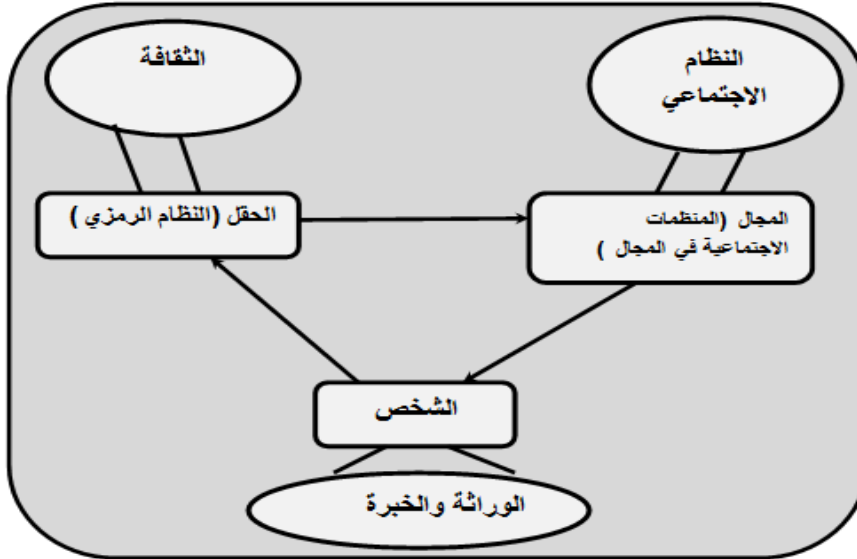 النظام
الاجتماعي
الثقافة
المجال (المنظمات
الاجتماعية في المجال )
الحقل (النظام الرمزي )
الشخص
الوراثة والخبرة